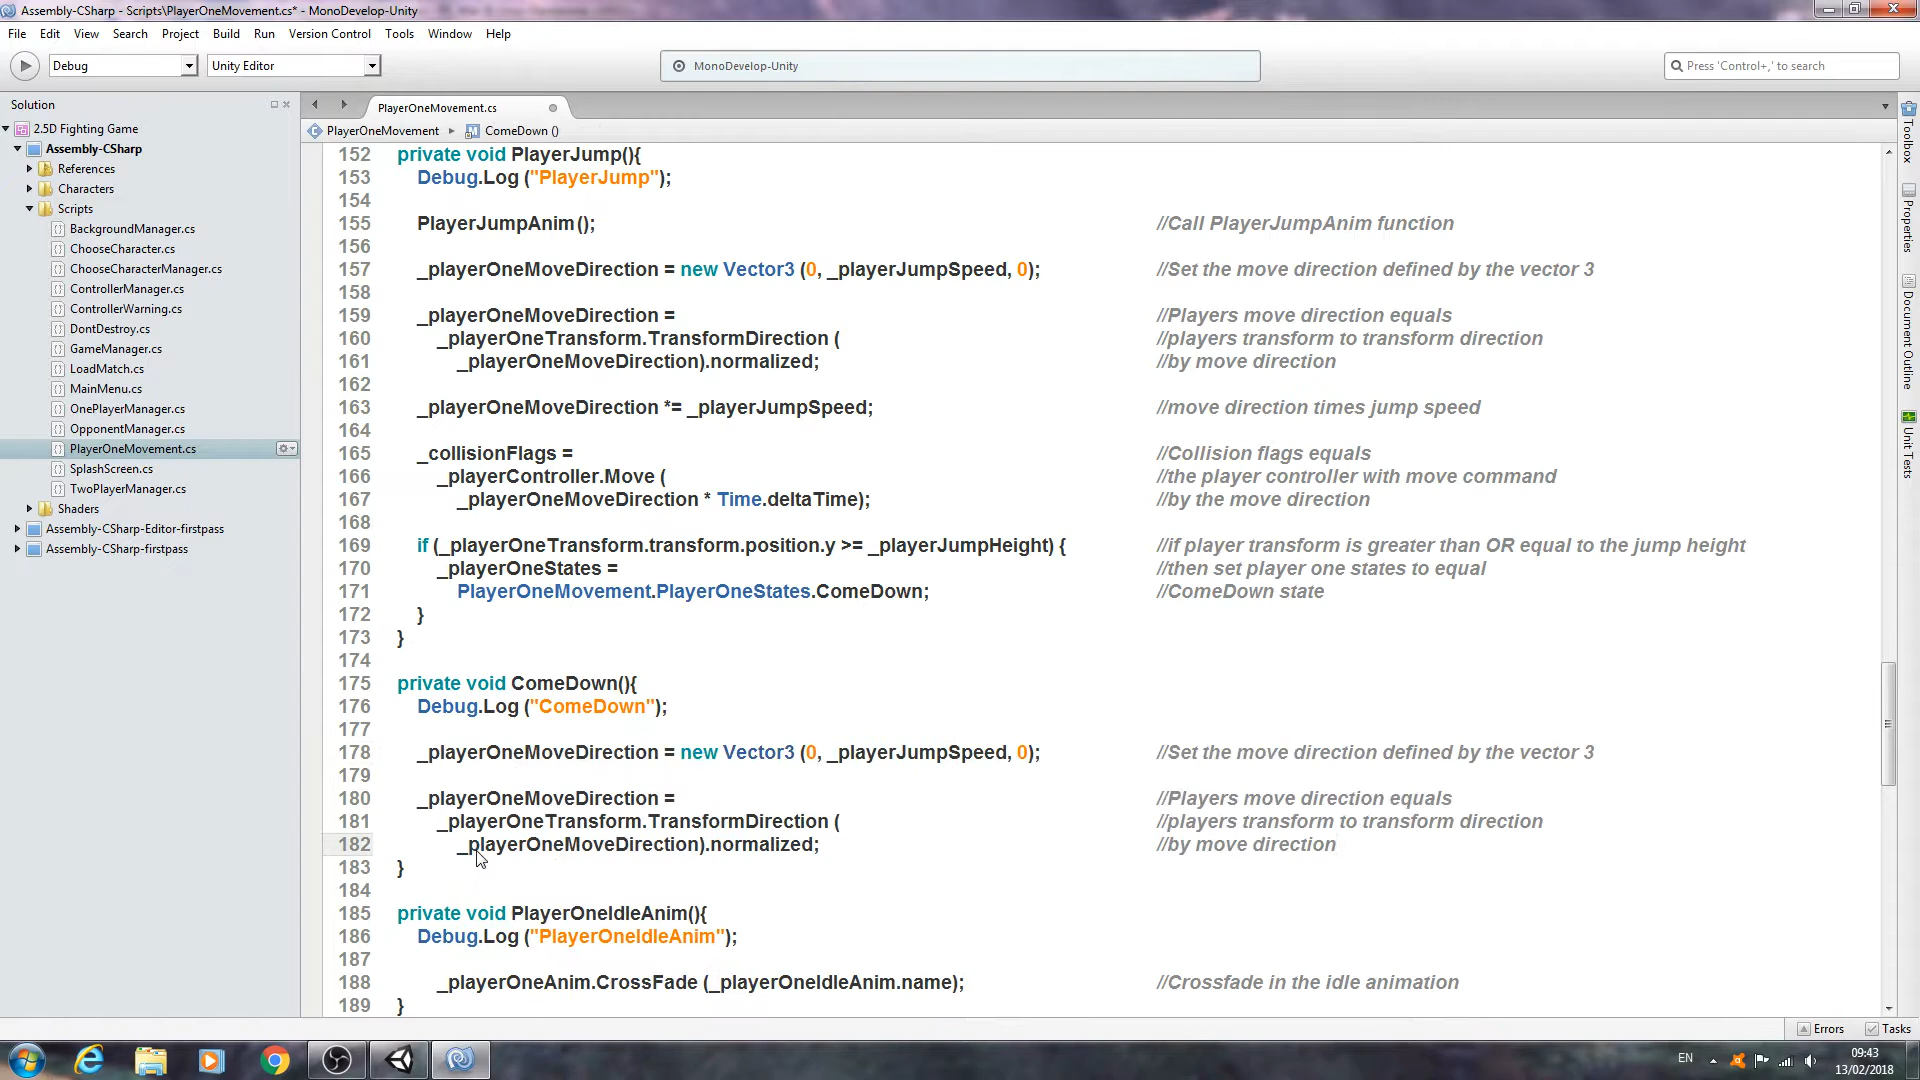 Assembly-CSharp - Scripts\PlayerOneMovement.cs* - MonoDevelop-Unity
File Edit View Search Project Build Run Version Control Tools Window Help
Debug Unity Editor MonoDevelop-Unity Press 'Control+,' to search
Solution
2.5D Fighting Game
Assembly-CSharp
References
Characters
Scripts
BackgroundManager.cs
ChooseCharacter.cs
ChooseCharacterManager.cs
ControllerManager.cs
ControllerWarning.cs
DontDestroy.cs
GameManager.cs
LoadMatch.cs
MainMenu.cs
OnePlayerManager.cs
OpponentManager.cs
PlayerOneMovement.cs
SplashScreen.cs
TwoPlayerManager.cs
Shaders
Assembly-CSharp-Editor-firstpass
Assembly-CSharp-firstpass
PlayerOneMovement.cs
PlayerOneMovement ComeDown ()
152 private void PlayerJump(){
153 Debug.Log ("PlayerJump");
154
155 PlayerJumpAnim(); //Call PlayerJumpAnim function
156
157 _playerOneMoveDirection = new Vector3 (0, _playerJumpSpeed, 0); //Set the move direction defined by the vector 3
158
159 _playerOneMoveDirection = //Players move direction equals
160 _playerOneTransform.TransformDirection ( //players transform to transform direction
161 _playerOneMoveDirection).normalized; //by move direction
162
163 _playerOneMoveDirection *= _playerJumpSpeed; //move direction times jump speed
164
165 _collisionFlags = //Collision flags equals
166 _playerController.Move ( //the player controller with move command
167 _playerOneMoveDirection * Time.deltaTime); //by the move direction
168
169 if (_playerOneTransform.transform.position.y >= _playerJumpHeight) { //if player transform is greater than OR equal to the jump height
170 _playerOneStates = //then set player one states to equal
171 PlayerOneMovement.PlayerOneStates.ComeDown; //ComeDown state
172 }
173 }
174
175 private void ComeDown(){
176 Debug.Log ("ComeDown");
177
178 _playerOneMoveDirection = new Vector3 (0, _playerJumpSpeed, 0); //Set the move direction defined by the vector 3
179
180 _playerOneMoveDirection = //Players move direction equals
181 _playerOneTransform.TransformDirection ( //players transform to transform direction
182 _playerOneMoveDirection).normalized; //by move direction
183 }
184
185 private void PlayerOneIdleAnim(){
186 Debug.Log ("PlayerOneIdleAnim");
187
188 _playerOneAnim.CrossFade (_playerOneIdleAnim.name); //Crossfade in the idle animation
189 }
Toolbox
Properties
Document Outline
Unit Tests
Errors Tasks
EN
09:43
13/02/2018